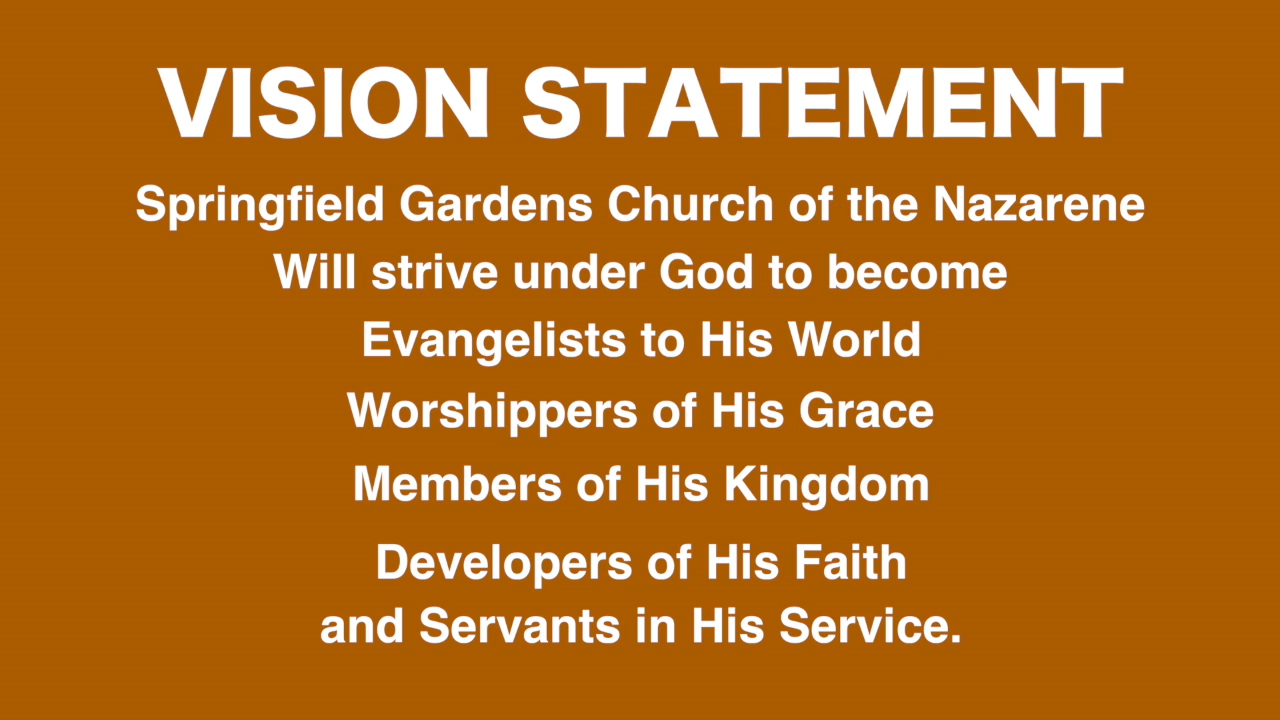 VISION STATEMENT
Springfield Gardens Church of the Nazarene
Will strive under God to become
Evangelists to His World
Worshippers of His Grace
Members of His Kingdom
Developers of His Faith
and Servants in His Service.